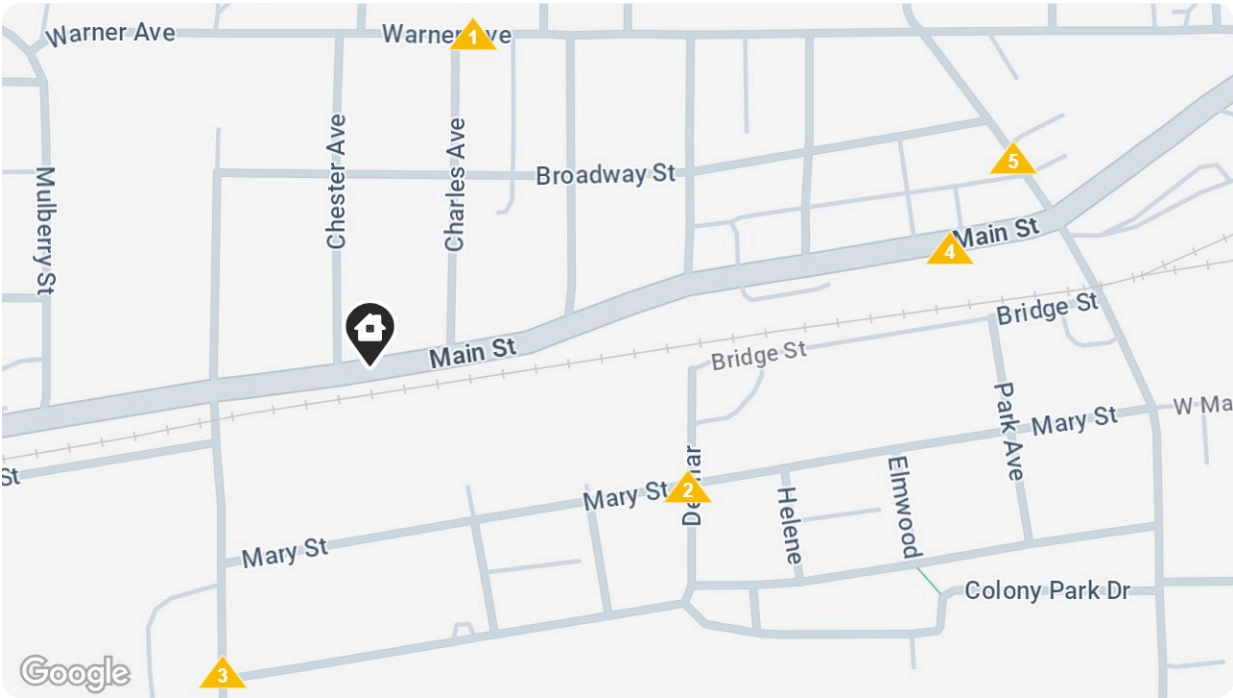 Warner Ave
Warner Ave
1
Chester Ave
Charles Ave
Mulberry St
Broadway St
5
4
Main St
Main St
Bridge St
Bridge St
Park Ave
Mary St
W Ma
St
Mary St
2
Helene
Elmwood
Mary St
Colony Park Dr
3
Google